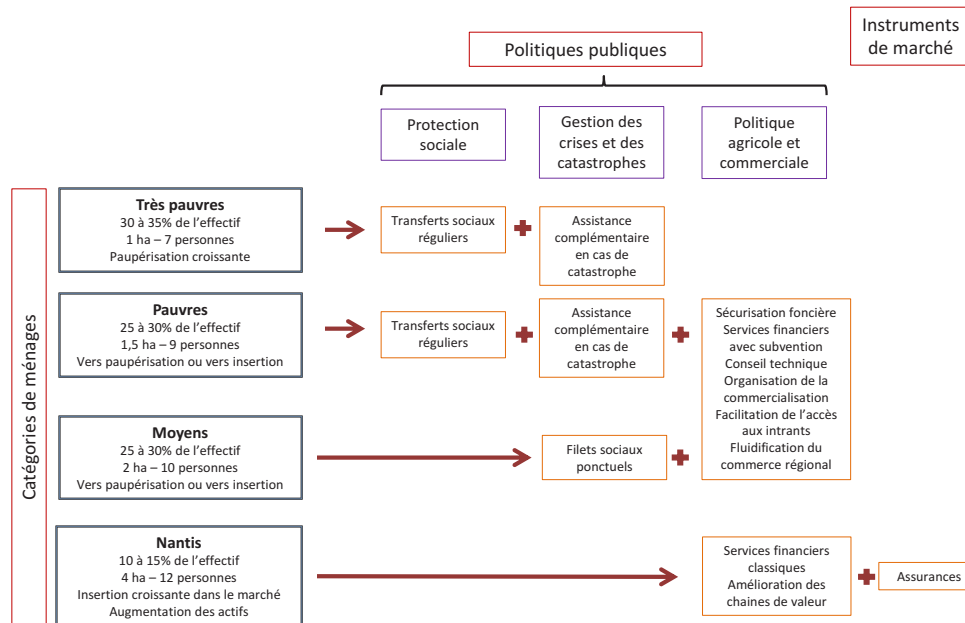 Instruments
de marché
Politiques publiques
Protection
sociale
Gestion des
crises et des
catastrophes
Politique
agricole et
commerciale
Catégories de ménages
Très pauvres
30 à 35% de l'effectif
1 ha – 7 personnes
Paupérisation croissante
Transferts sociaux
réguliers
Assistance
complémentaire
en cas de
catastrophe
Pauvres
25 à 30% de l'effectif
1,5 ha – 9 personnes
Vers paupérisation ou vers insertion
Transferts sociaux
réguliers
Assistance
complémentaire
en cas de
catastrophe
Sécurisation foncière
Services financiers
avec subvention
Conseil technique
Organisation de la
commercialisation
Facilitation de l'accès
aux intrants
Fluidification du
commerce régional
Moyens
25 à 30% de l'effectif
2 ha – 10 personnes
Vers paupérisation ou vers insertion
Filets sociaux
ponctuels
Nantis
10 à 15% de l'effectif
4 ha – 12 personnes
Insertion croissante dans le marché
Augmentation des actifs
Services financiers
classiques
Amélioration des
chaines de valeur
Assurances